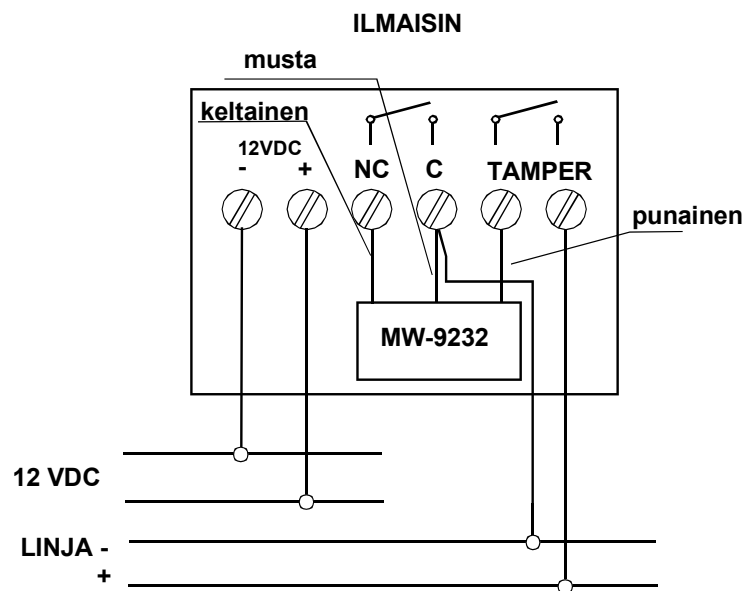 ILMAISIN
musta
keltainen
12VDC
- + NC C TAMPER
punainen
MW-9232
12 VDC
LINJA -
+